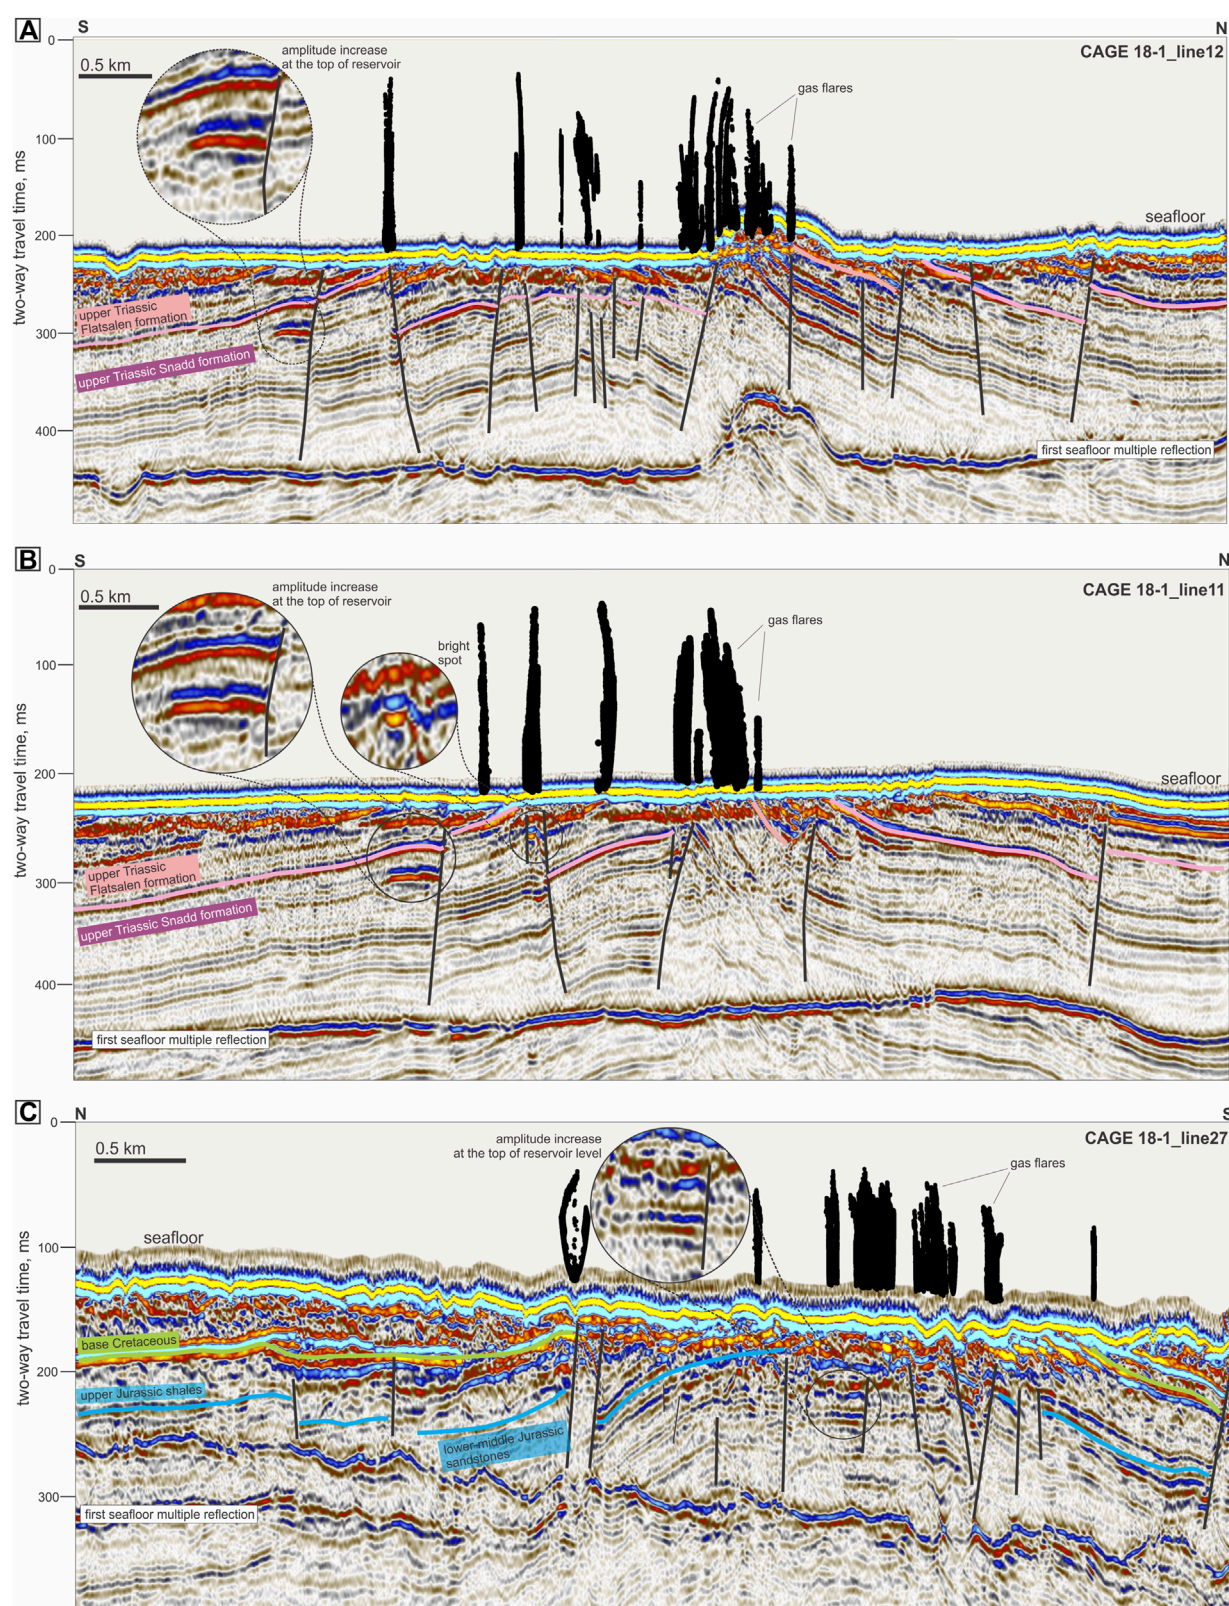 A
S
N
0
CAGE 18-1_line12
0.5 km
amplitude increase
at the top of reservoir
gas flares
100
two-way travel time, ms
200
seafloor
upper Triassic
Flatsalen formation
300
upper Triassic Snadd formation
400
first seafloor multiple reflection
B
S
N
0
CAGE 18-1_line11
0.5 km
amplitude increase
at the top of reservoir
gas flares
bright
spot
100
two-way travel time, ms
200
seafloor
upper Triassic
Flatsalen formation
300
upper Triassic Snadd formation
400
first seafloor multiple reflection
C
N
S
0
CAGE 18-1_line27
0.5 km
amplitude increase
at the top of reservoir level
gas flares
seafloor
100
two-way travel time, ms
base Cretaceous
200
upper Jurassic shales
lower-middle Jurassic
sandstones
300
first seafloor multiple reflection